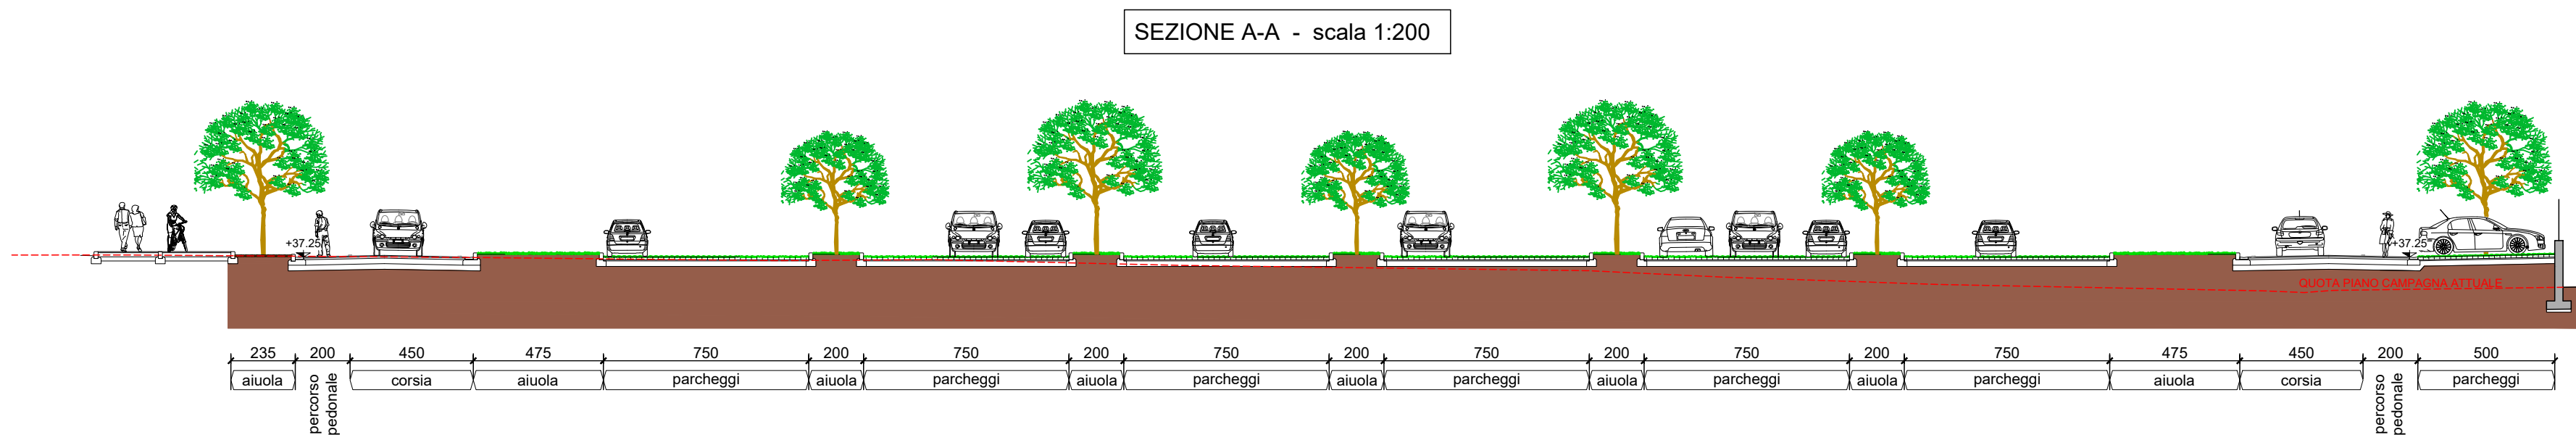 SEZIONE A-A - scala 1:200
+37.25
+37.25
QUOTA PIANO CAMPAGNA ATTUALE
235 200 450 475 750 200 750 200 750 200 750 200 750 200 750 475 450 200 500
aiuola percorso pedonale corsia aiuola parcheggi aiuola parcheggi aiuola parcheggi aiuola parcheggi aiuola parcheggi aiuola parcheggi aiuola corsia percorso pedonale parcheggi